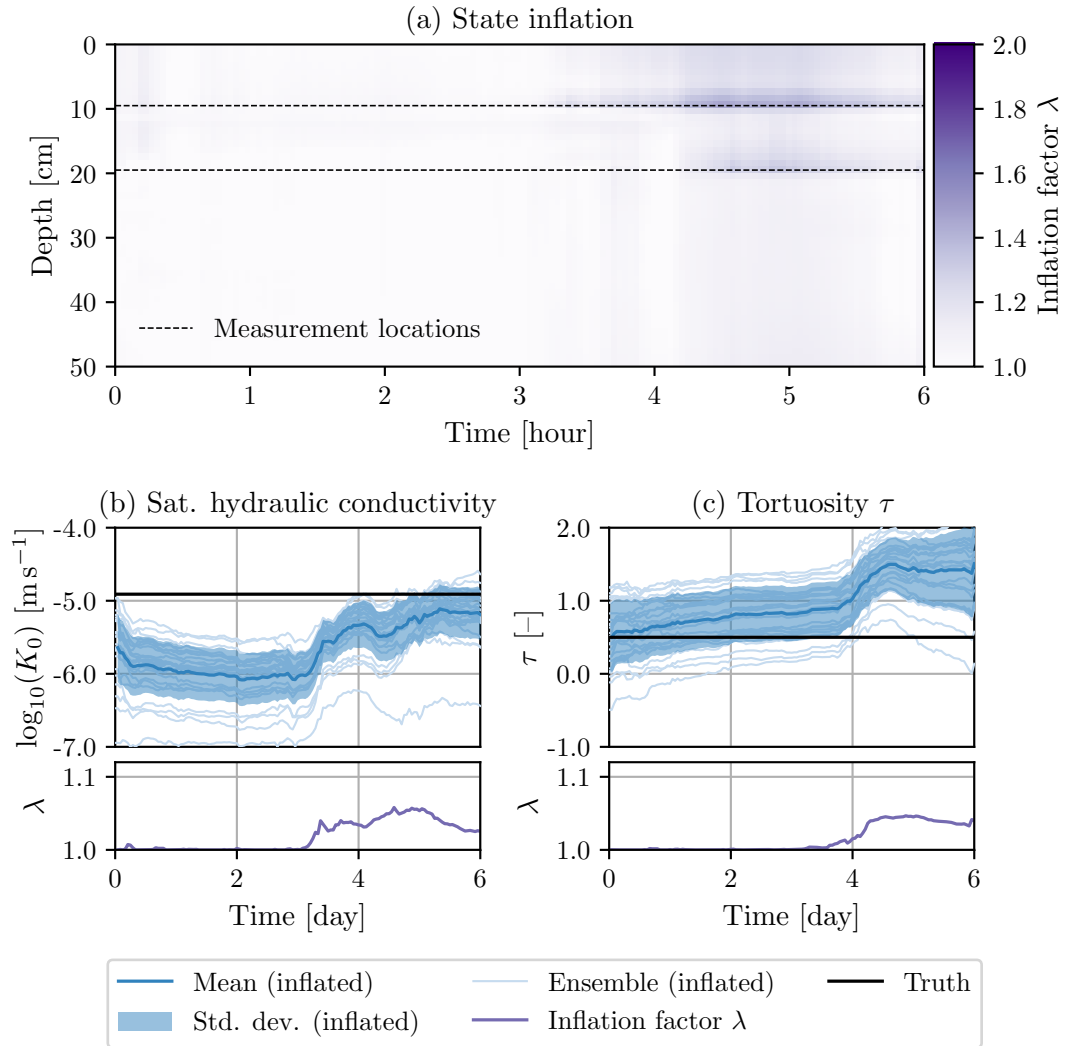 (a) State inflation
0
10
20
30
40
50
Depth [cm]
Measurement locations
0 1 2 3 4 5 6
Time [hour]
2.0
1.8
1.6
1.4
1.2
1.0
Inflation factor λ
(b) Sat. hydraulic conductivity
-4.0
-5.0
-6.0
-7.0
log₁₀(K₀) [m s⁻¹]
1.1
1.0
λ
0 2 4 6
Time [day]
(c) Tortuosity τ
2.0
1.0
0.0
-1.0
τ [–]
1.1
1.0
λ
0 2 4 6
Time [day]
Mean (inflated) Ensemble (inflated) Truth
Std. dev. (inflated) Inflation factor λ